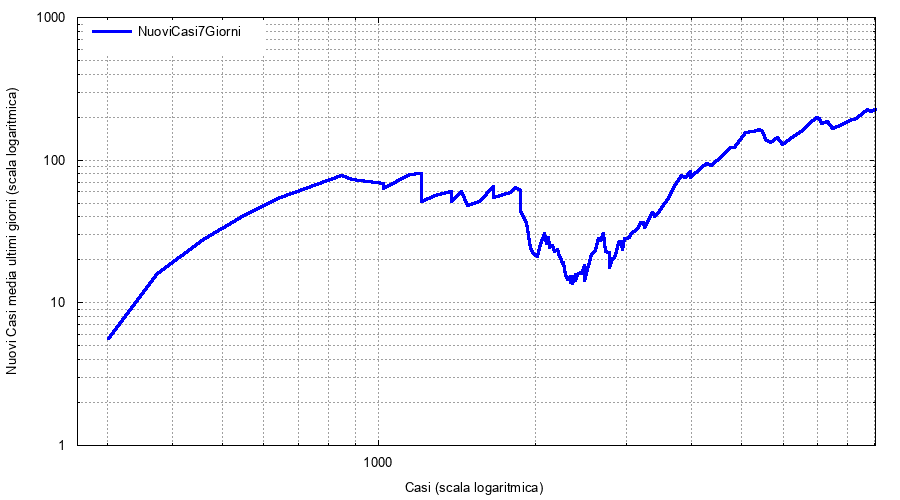 1000
NuoviCasi7Giorni
100
10
1
Nuovi Casi media ultimi giorni (scala logaritmica)
1000
Casi (scala logaritmica)